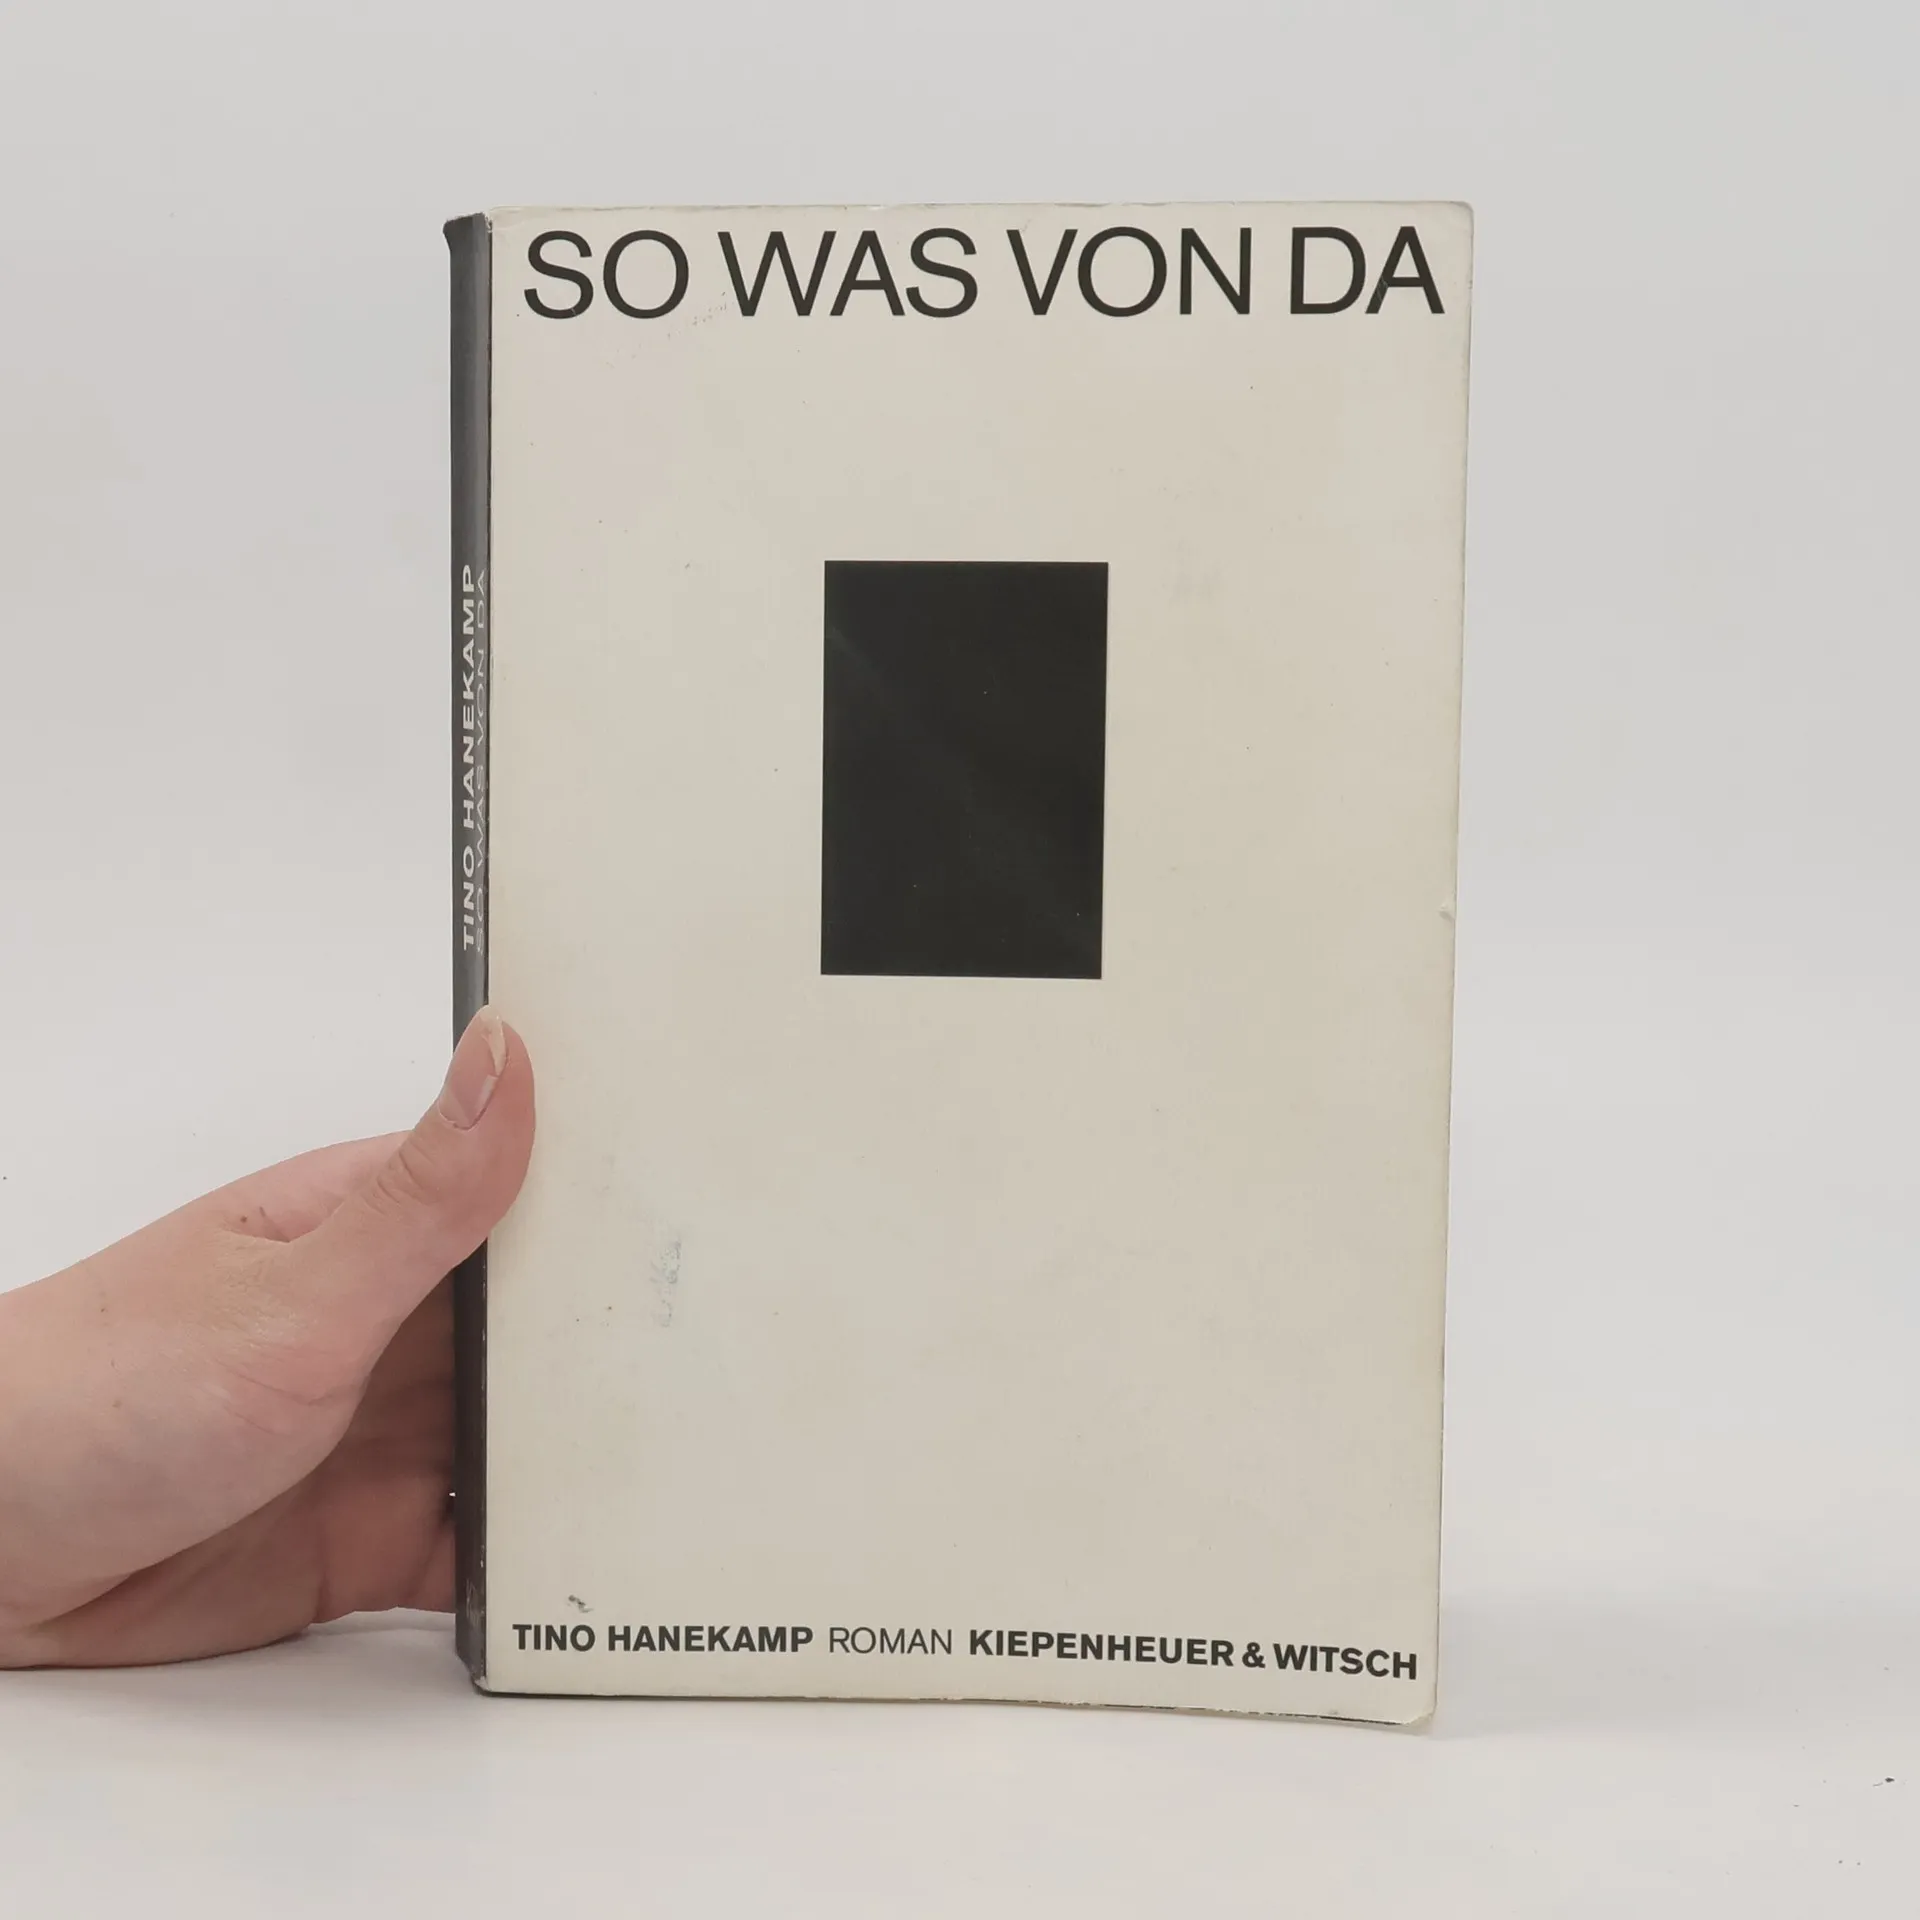 SO WAS VON DA
TINO HANEKAMP
SO WAS VON DA
TINO HANEKAMP ROMAN KIEPENHEUER & WITSCH